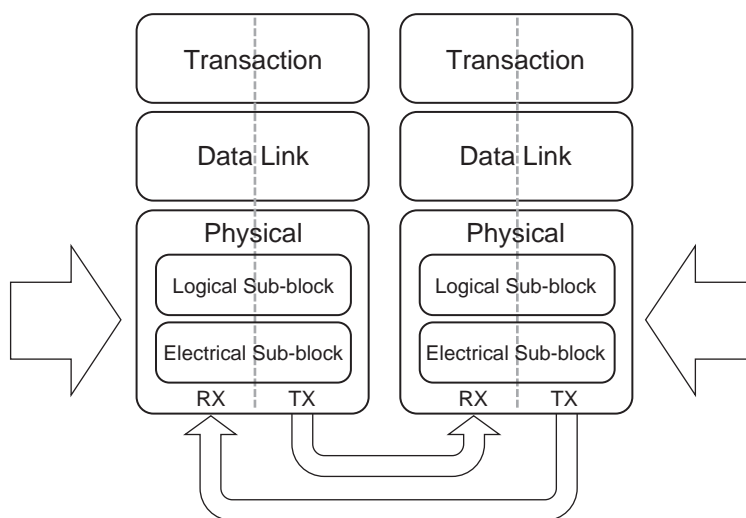 Transaction
Transaction
Data Link
Data Link
Physical
Physical
Logical Sub-block
Logical Sub-block
Electrical Sub-block
Electrical Sub-block
RX TX
RX TX